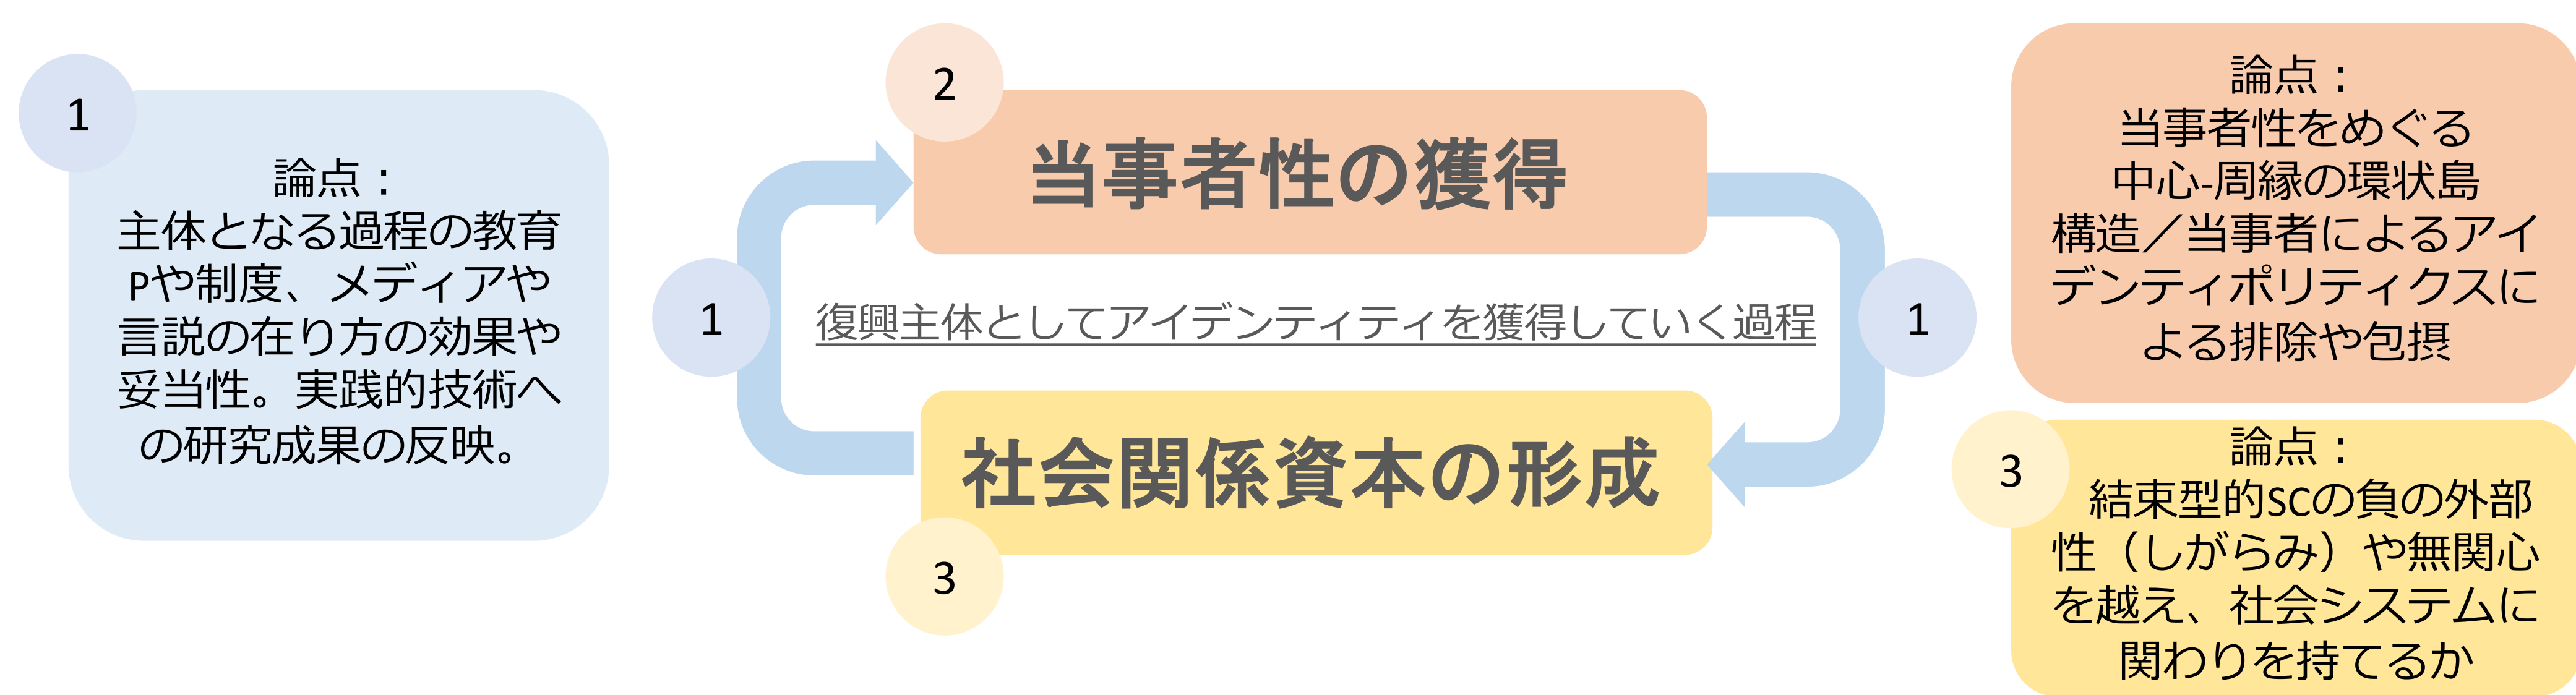 1
論点：
主体となる過程の教育
Pや制度、メディアや
言説の在り方の効果や
妥当性。実践的技術へ
の研究成果の反映。
2
当事者性の獲得
1
復興主体としてアイデンティティを獲得していく過程
1
社会関係資本の形成
3
論点：
当事者性をめぐる
中心-周縁の環状島
構造／当事者によるアイ
デンティポリティクスに
よる排除や包摂
3
論点：
結束型的SCの負の外部
性（しがらみ）や無関心
を越え、社会システムに
関わりを持てるか